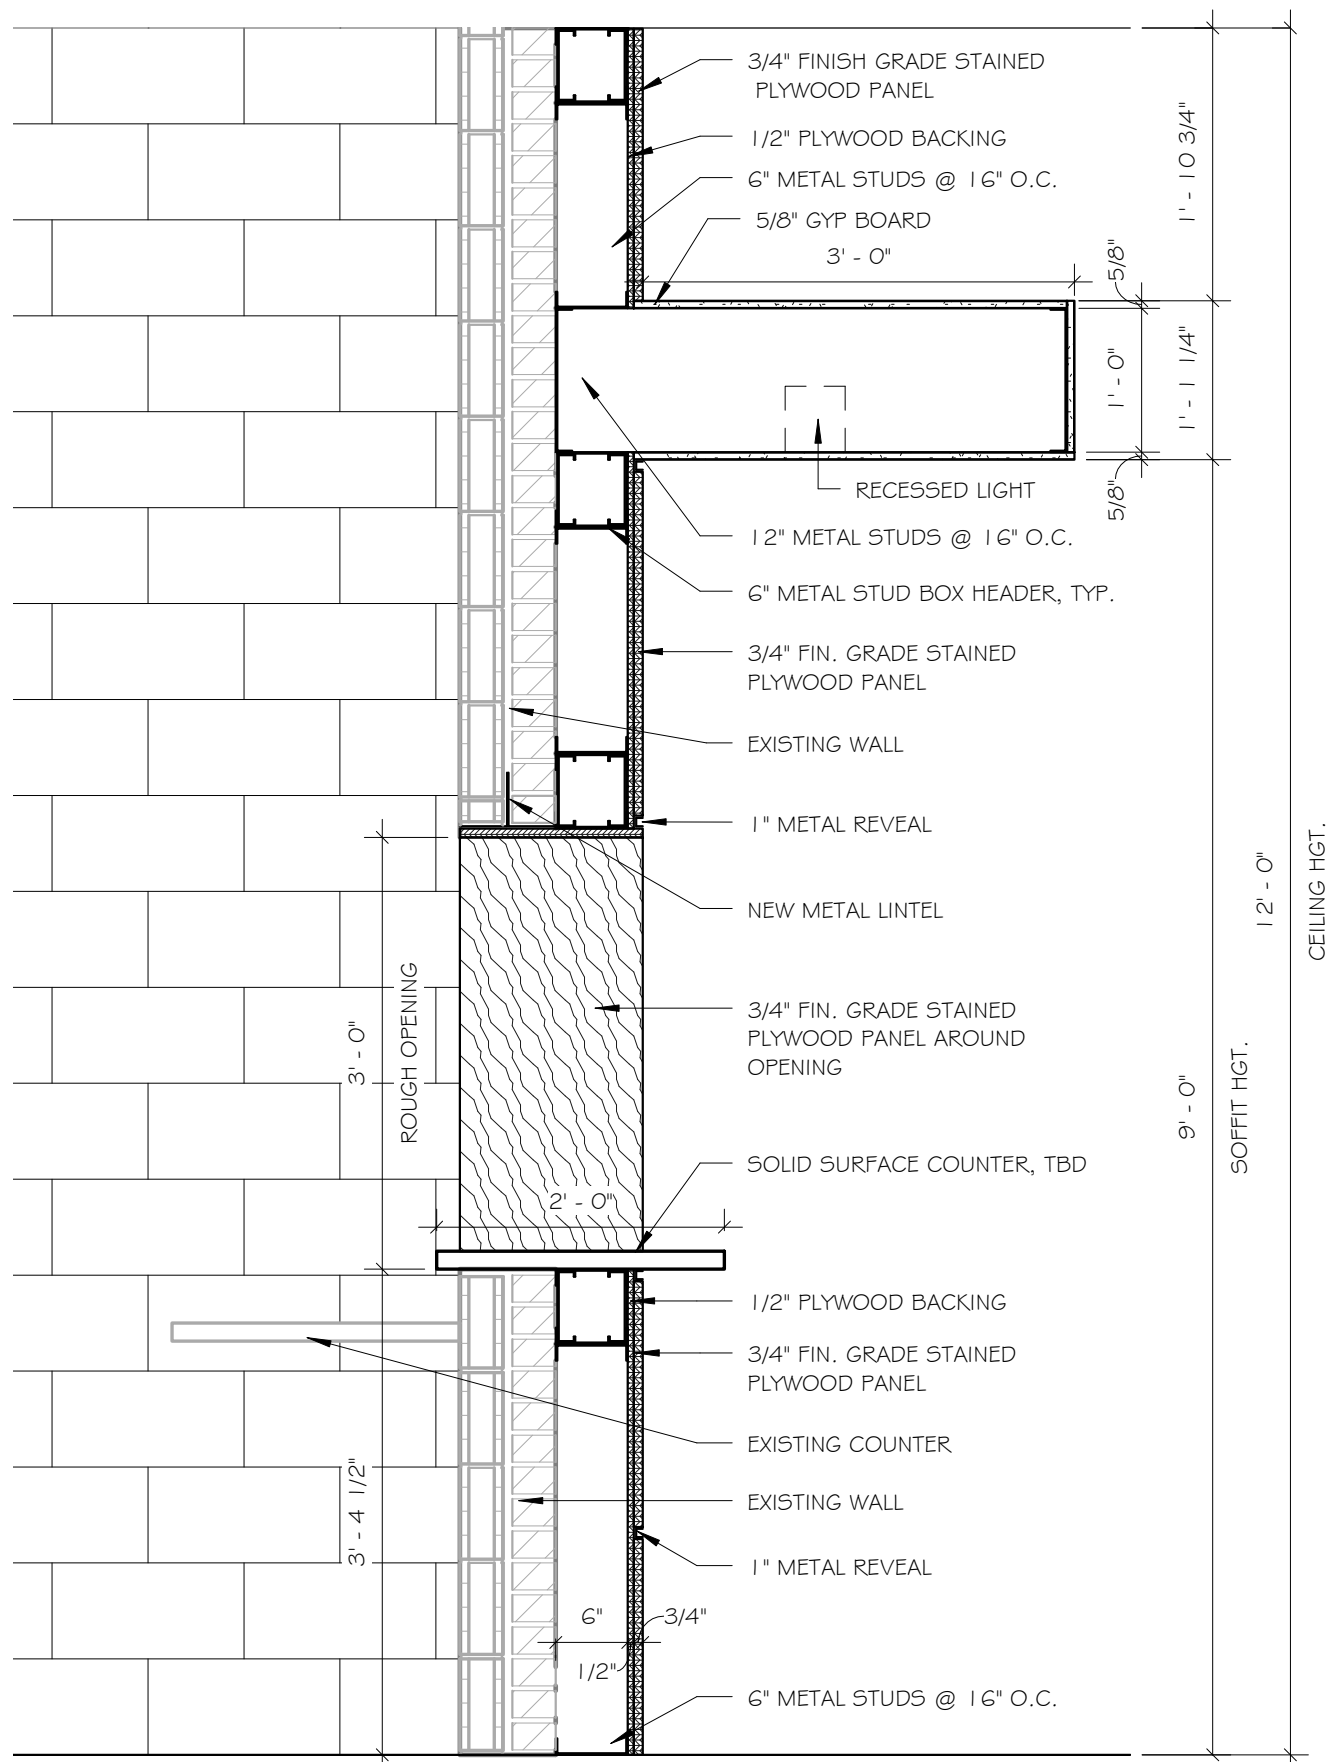 3/4" FINISH GRADE STAINED
PLYWOOD PANEL
1/2" PLYWOOD BACKING
6" METAL STUDS @ 16" O.C.
5/8" GYP BOARD
3' - 0"
1' - 10 3/4"
5/8"
1' - 0"
1' - 1 1/4"
5/8"
RECESSED LIGHT
12" METAL STUDS @ 16" O.C.
6" METAL STUD BOX HEADER, TYP.
3/4" FIN. GRADE STAINED
PLYWOOD PANEL
EXISTING WALL
1" METAL REVEAL
NEW METAL LINTEL
12' - 0"
CEILING HGT.
3' - 0"
ROUGH OPENING
3/4" FIN. GRADE STAINED
PLYWOOD PANEL AROUND
OPENING
9' - 0"
SOFFIT HGT.
SOLID SURFACE COUNTER, TBD
2' - 0"
1/2" PLYWOOD BACKING
3/4" FIN. GRADE STAINED
PLYWOOD PANEL
EXISTING COUNTER
EXISTING WALL
3' - 4 1/2"
1" METAL REVEAL
6"
3/4"
1/2"
6" METAL STUDS @ 16" O.C.